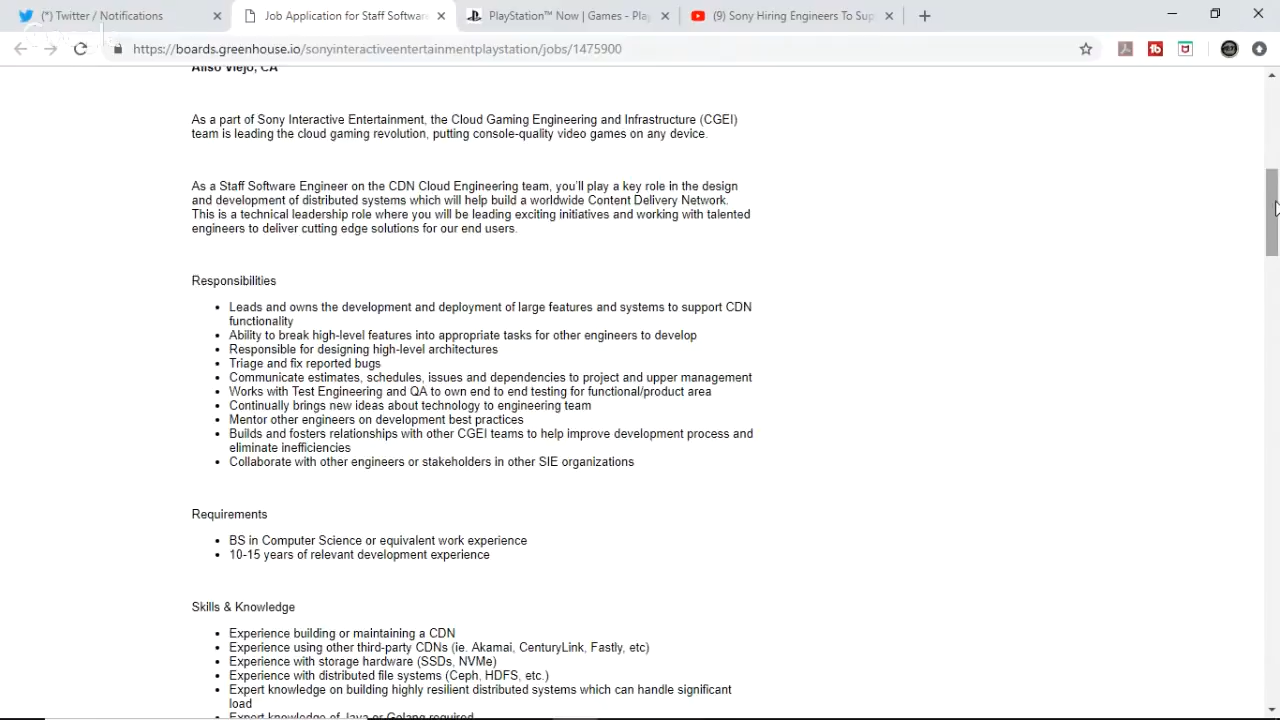 (*) Twitter / Notifications
Job Application for Staff Software
PlayStation™ Now | Games - Play
(9) Sony Hiring Engineers To Sup
https://boards.greenhouse.io/sonyinteractiveentertainmentplaystation/jobs/1475900
Aliso Viejo, CA
As a part of Sony Interactive Entertainment, the Cloud Gaming Engineering and Infrastructure (CGEI)
team is leading the cloud gaming revolution, putting console-quality video games on any device.
As a Staff Software Engineer on the CDN Cloud Engineering team, you'll play a key role in the design
and development of distributed systems which will help build a worldwide Content Delivery Network.
This is a technical leadership role where you will be leading exciting initiatives and working with talented
engineers to deliver cutting edge solutions for our end users.
Responsibilities
Leads and owns the development and deployment of large features and systems to support CDN
functionality
Ability to break high-level features into appropriate tasks for other engineers to develop
Responsible for designing high-level architectures
Triage and fix reported bugs
Communicate estimates, schedules, issues and dependencies to project and upper management
Works with Test Engineering and QA to own end to end testing for functional/product area
Continually brings new ideas about technology to engineering team
Mentor other engineers on development best practices
Builds and fosters relationships with other CGEI teams to help improve development process and
eliminate inefficiencies
Collaborate with other engineers or stakeholders in other SIE organizations
Requirements
BS in Computer Science or equivalent work experience
10-15 years of relevant development experience
Skills & Knowledge
Experience building or maintaining a CDN
Experience using other third-party CDNs (ie. Akamai, CenturyLink, Fastly, etc)
Experience with storage hardware (SSDs, NVMe)
Experience with distributed file systems (Ceph, HDFS, etc.)
Expert knowledge on building highly resilient distributed systems which can handle significant
load
Expert knowledge of Java or Golang required